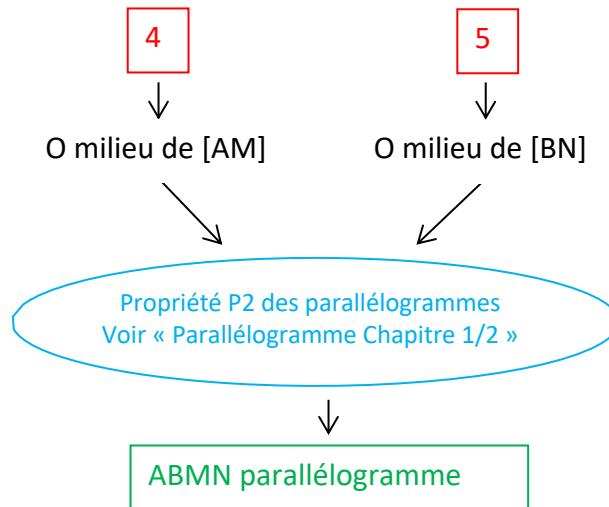 4
5
O milieu de [AM]
O milieu de [BN]
Propriété P2 des parallélogrammes
Voir « Parallélogramme Chapitre 1/2 »
ABMN parallélogramme